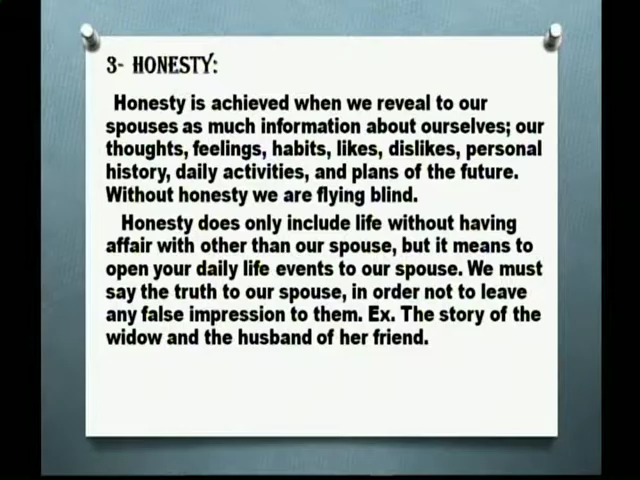 3- HONESTY:
Honesty is achieved when we reveal to our
spouses as much information about ourselves; our
thoughts, feelings, habits, likes, dislikes, personal
history, daily activities, and plans of the future.
Without honesty we are flying blind.
Honesty does only include life without having
affair with other than our spouse, but it means to
open your daily life events to our spouse. We must
say the truth to our spouse, in order not to leave
any false impression to them. Ex. The story of the
widow and the husband of her friend.